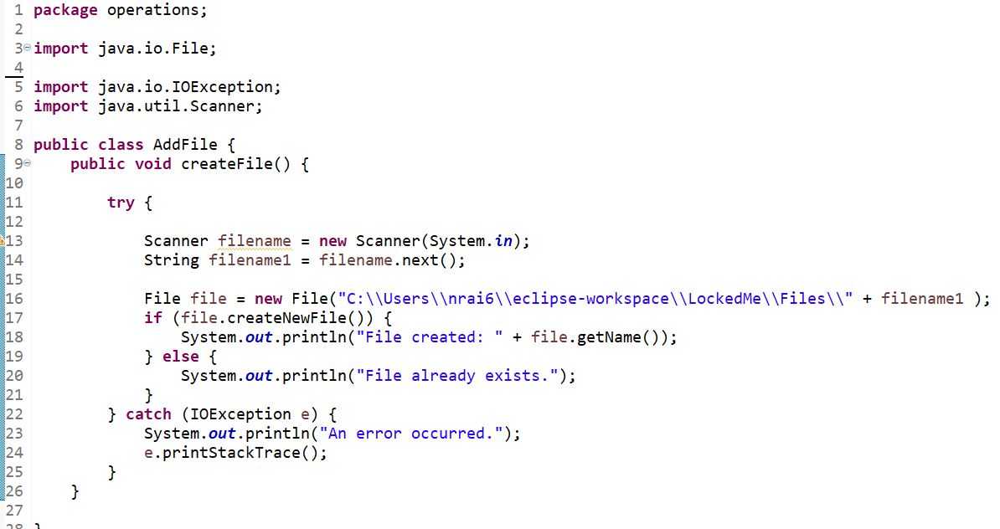 1 package operations;
2
3 import java.io.File;
4
5 import java.io.IOException;
6 import java.util.Scanner;
7
8 public class AddFile {
9     public void createFile() {
10
11         try {
12
13             Scanner filename = new Scanner(System.in);
14             String filename1 = filename.next();
15
16             File file = new File("C:\\Users\\nrai6\\eclipse-workspace\\LockedMe\\Files\\" + filename1 );
17             if (file.createNewFile()) {
18                 System.out.println("File created: " + file.getName());
19             } else {
20                 System.out.println("File already exists.");
21             }
22         } catch (IOException e) {
23             System.out.println("An error occurred.");
24             e.printStackTrace();
25         }
26     }
27
28 }